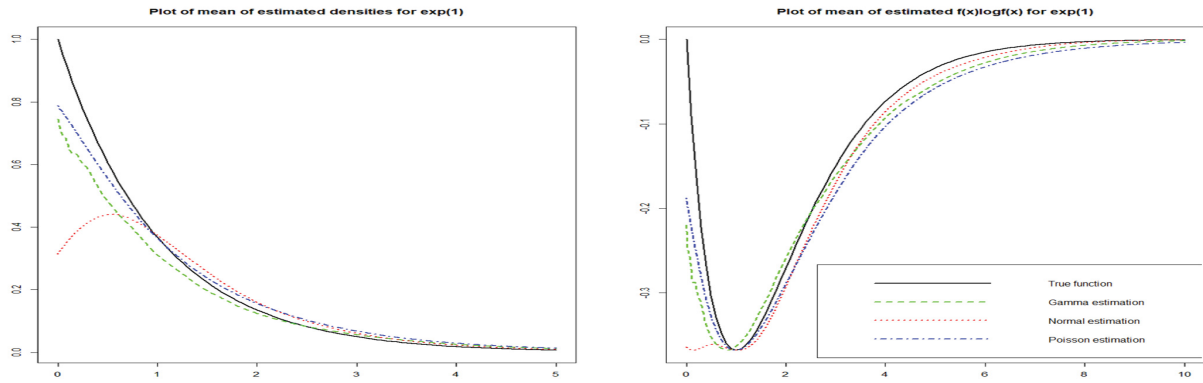 Plot of mean of estimated densities for exp(1)
1.0
0.8
0.6
0.4
0.2
0.0
0 1 2 3 4 5
Plot of mean of estimated f(x)logf(x) for exp(1)
0.0
-0.1
-0.2
-0.3
True function
Gamma estimation
Normal estimation
Poisson estimation
0 2 4 6 8 10